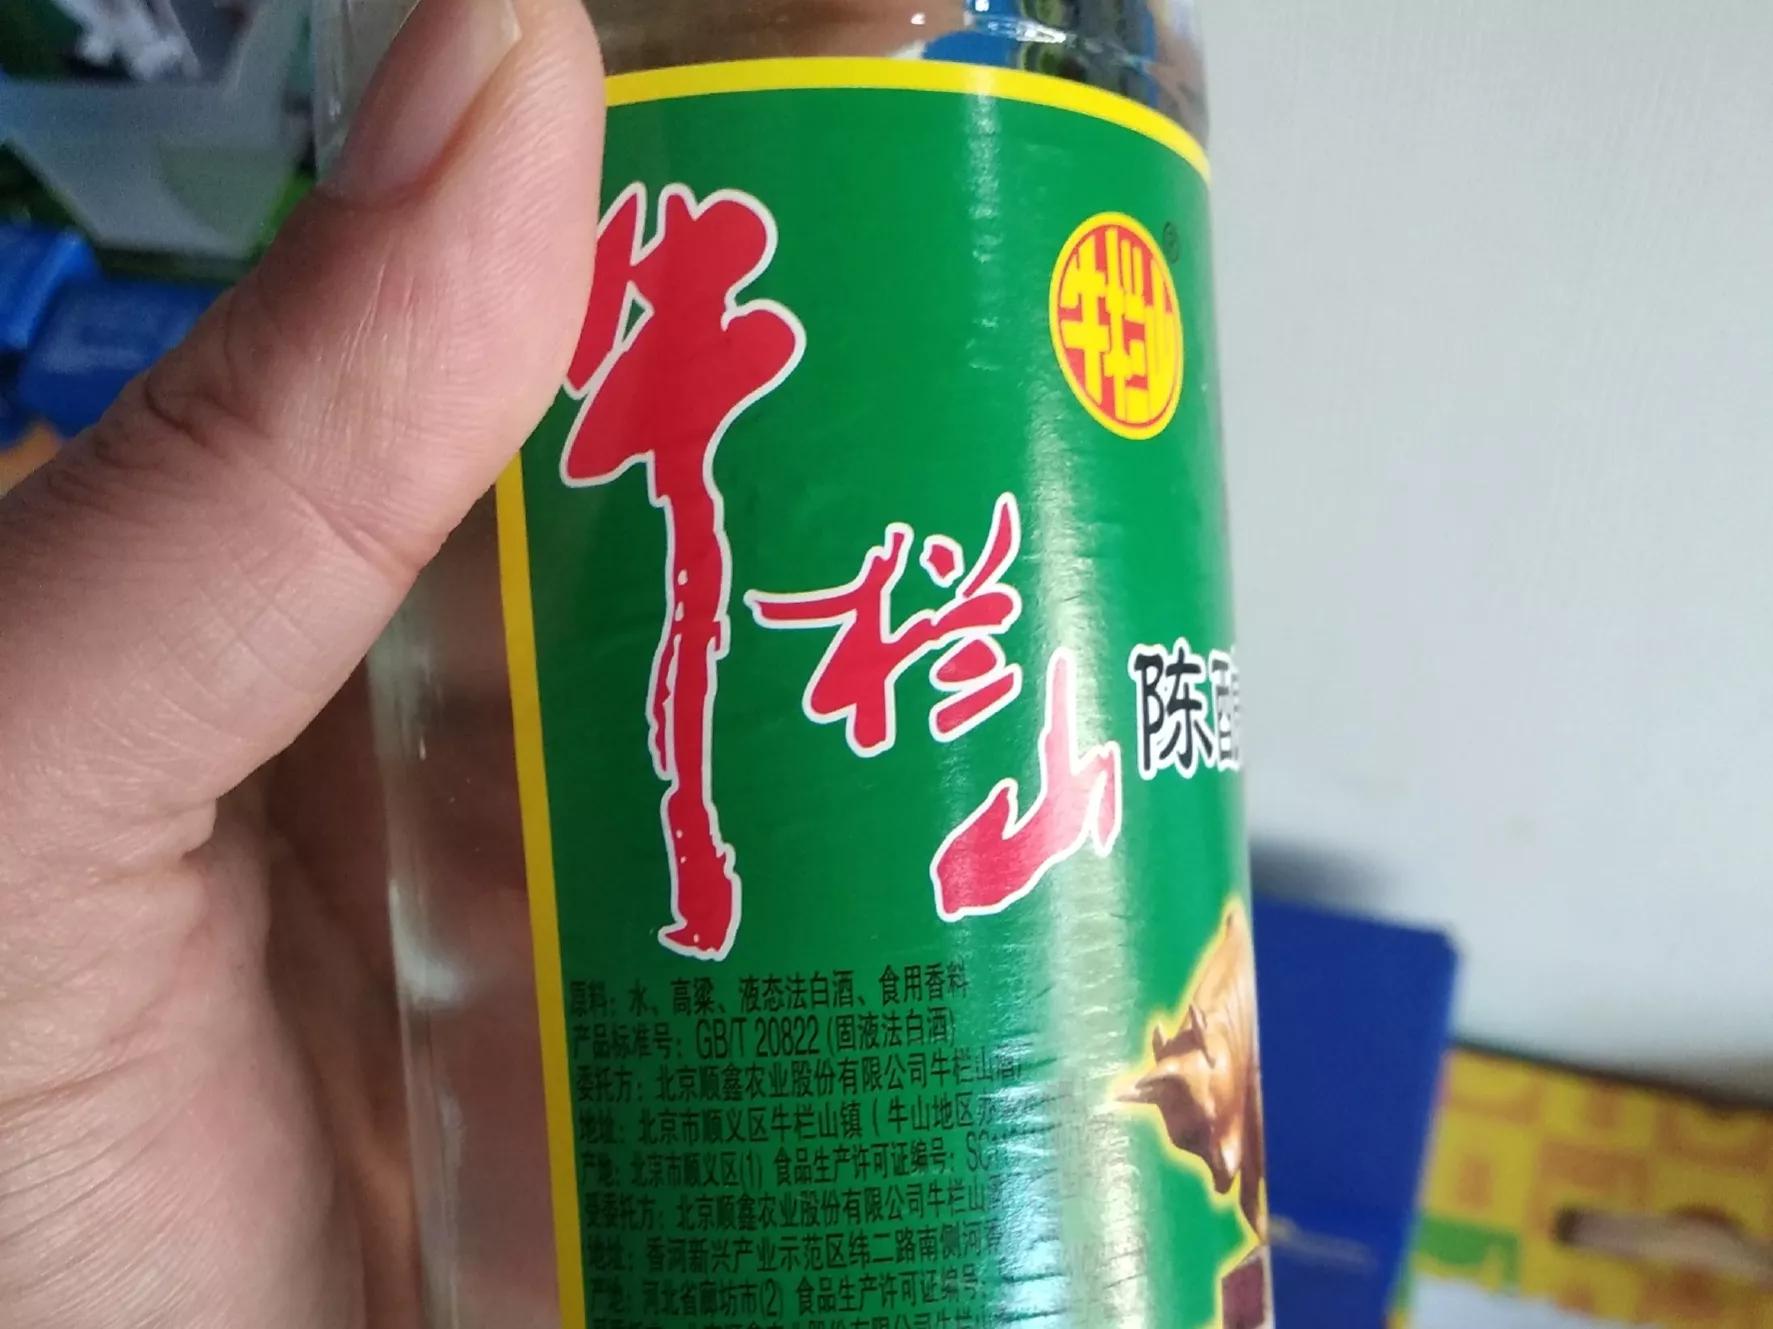 牛栏山
牛栏山
陈
原料：水、高粱、液态法白酒、食用香料
产品标准号：GB/T 20822 (固液法白酒)
委托方：北京顺鑫农业股份有限公司牛栏山
地址：北京市顺义区牛栏山镇（牛山地区
产地：北京市顺义区(1) 食品生产许可证编号：SC
受委托方：北京顺鑫农业股份有限公司牛栏山
地址：香河新兴产业示范区纬二路南侧河
产地：河北省廊坊市(2) 食品生产许可证编号：